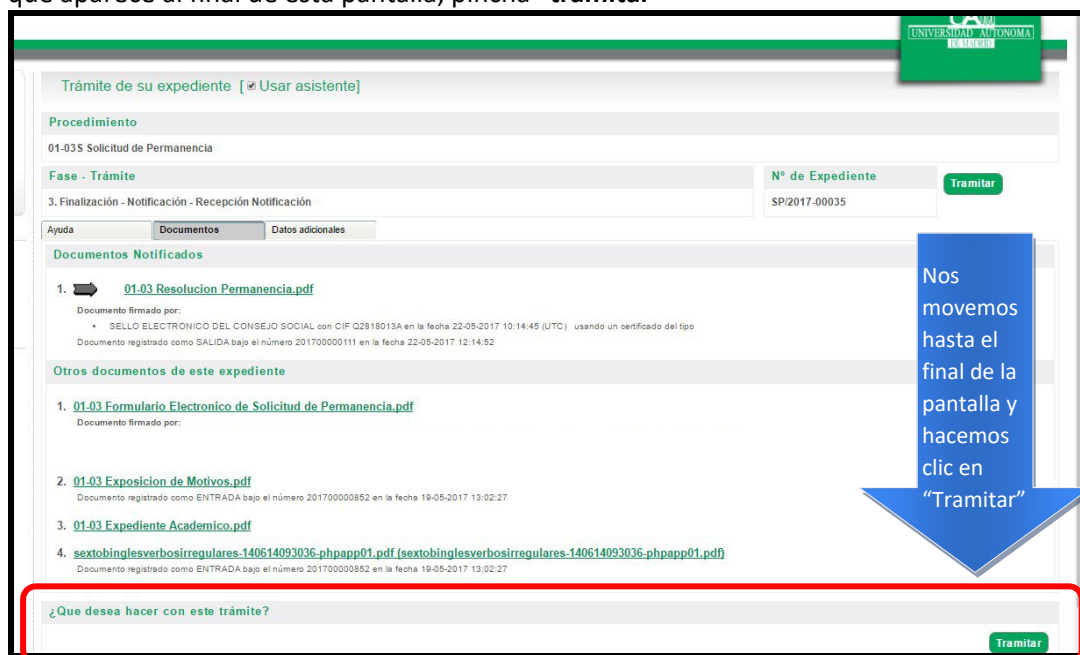 que aparece al final de esta pantalla, pincha "tramitar
UNIVERSIDAD AUTONOMA
DE MADRID
Trámite de su expediente [ Usar asistente]
Procedimiento
01-03S Solicitud de Permanencia
Fase - Trámite
Nº de Expediente
Tramitar
3. Finalización - Notificación - Recepción Notificación
SP/2017-00035
Ayuda
Documentos
Datos adicionales
Documentos Notificados
1. 01-03 Resolucion Permanencia.pdf
Documento firmado por:
• SELLO ELECTRONICO DEL CONSEJO SOCIAL con CIF Q2818013A en la fecha 22-05-2017 10:14:45 (UTC) usando un certificado del tipo
Documento registrado como SALIDA bajo el número 201700000111 en la fecha 22-05-2017 12:14:52
Otros documentos de este expediente
1. 01-03 Formulario Electronico de Solicitud de Permanencia.pdf
Documento firmado por:
2. 01-03 Exposicion de Motivos.pdf
Documento registrado como ENTRADA bajo el número 201700000852 en la fecha 19-05-2017 13:02:27
3. 01-03 Expediente Academico.pdf
4. sextobinglesverbosirregulares-140614093036-phpapp01.pdf (sextobinglesverbosirregulares-140614093036-phpapp01.pdf)
Documento registrado como ENTRADA bajo el número 201700000852 en la fecha 19-05-2017 13:02:27
Nos
movemos
hasta el
final de la
pantalla y
hacemos
clic en
“Tramitar”
¿Que desea hacer con este trámite?
Tramitar